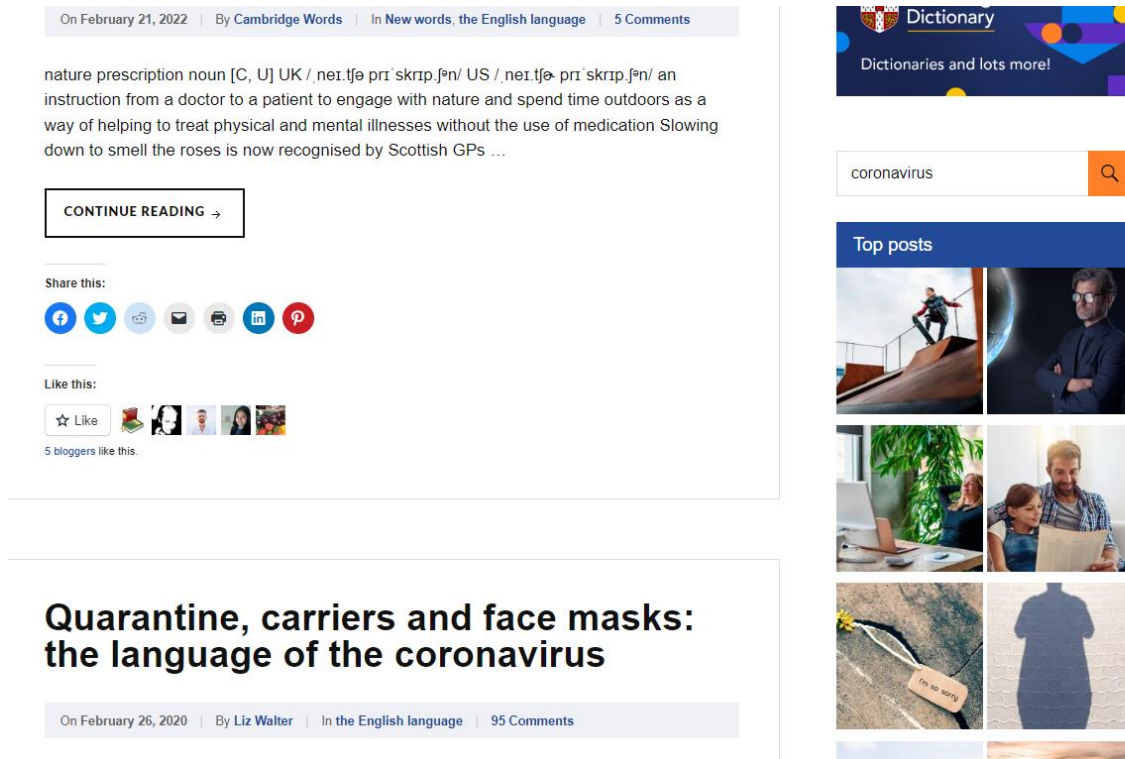 On February 21, 2022 | By Cambridge Words | In New words, the English language | 5 Comments
nature prescription noun [C, U] UK /ˌneɪ.tʃə prɪˈskrɪp.ʃᵊn/ US /ˌneɪ.tʃɚ prɪˈskrɪp.ʃᵊn/ an
instruction from a doctor to a patient to engage with nature and spend time outdoors as a
way of helping to treat physical and mental illnesses without the use of medication Slowing
down to smell the roses is now recognised by Scottish GPs …
CONTINUE READING →
Share this:
Like this:
Like
5 bloggers like this.
Quarantine, carriers and face masks:
the language of the coronavirus
On February 26, 2020 | By Liz Walter | In the English language | 95 Comments
Dictionary
Dictionaries and lots more!
coronavirus
Top posts
I'm so sorry